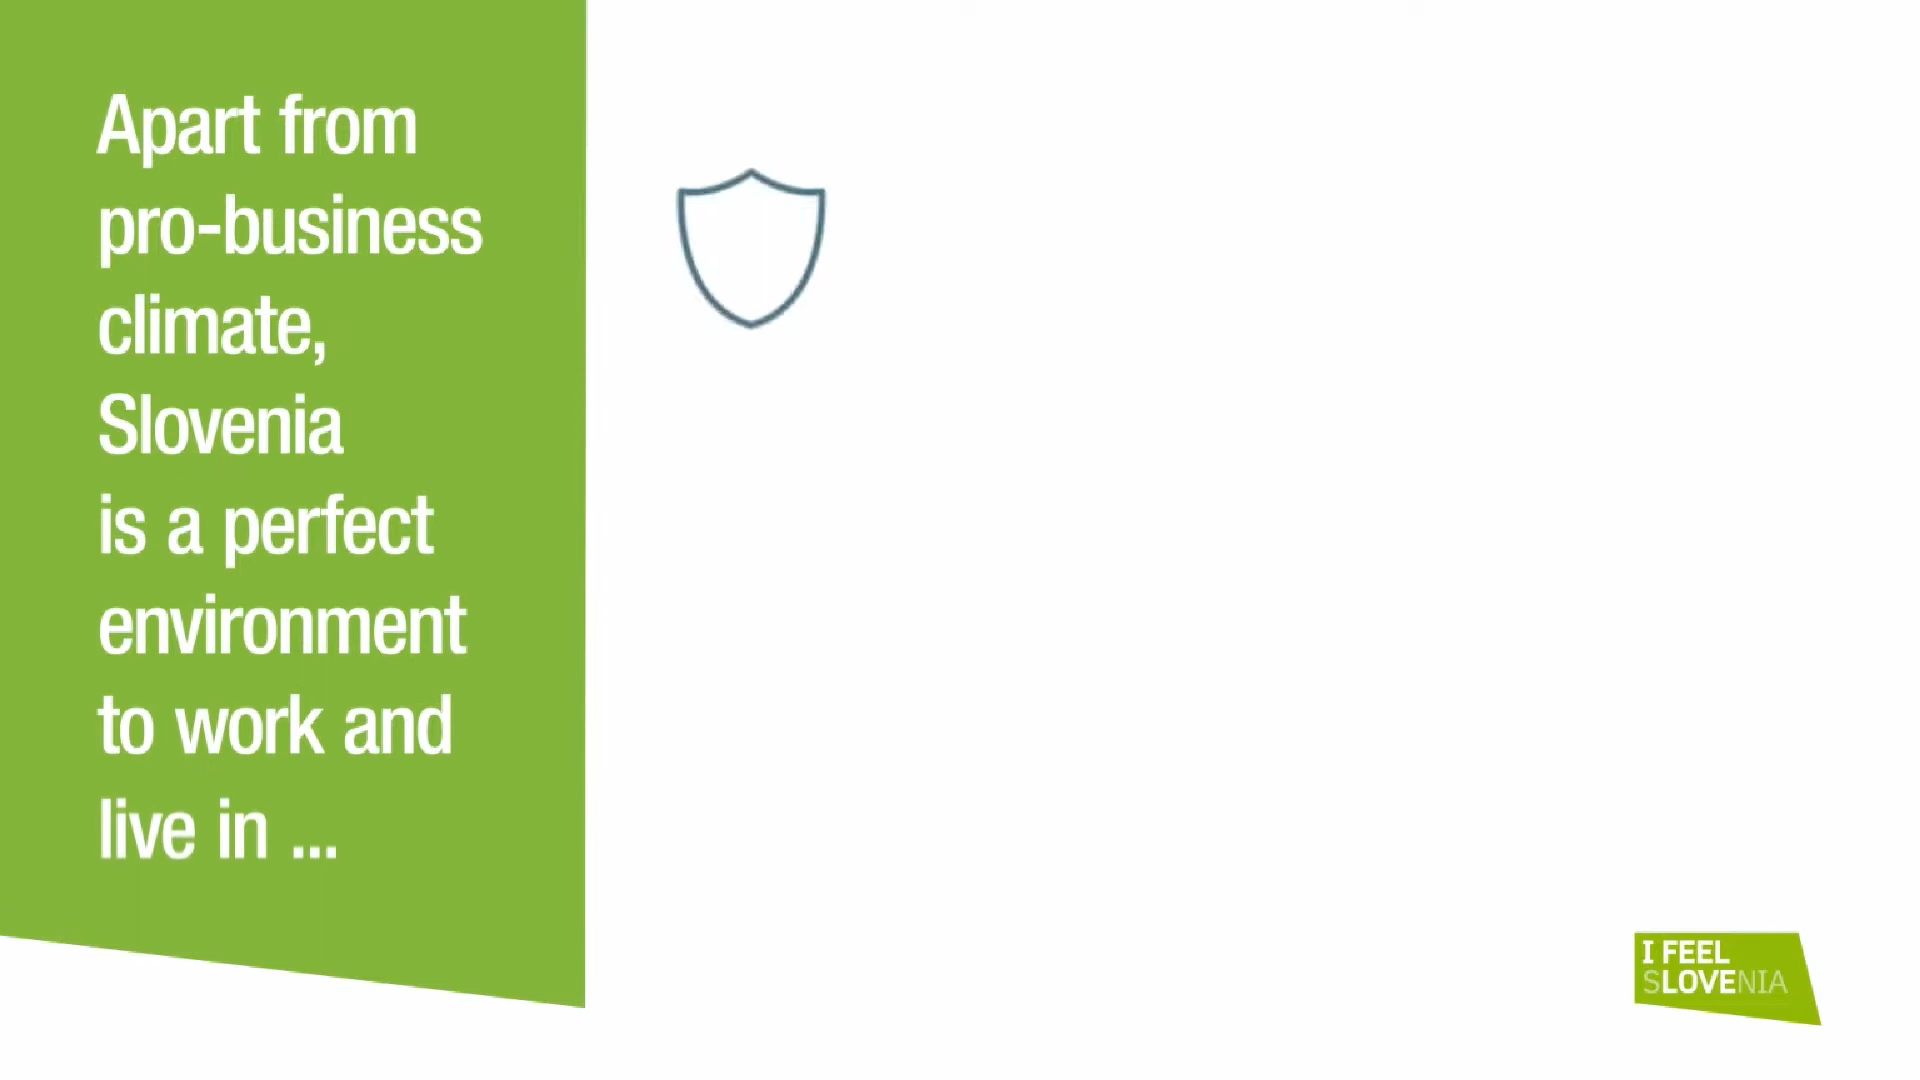 Apart from
pro-business
climate,
Slovenia
is a perfect
environment
to work and
live in ...
I FEEL
SLOVENIA